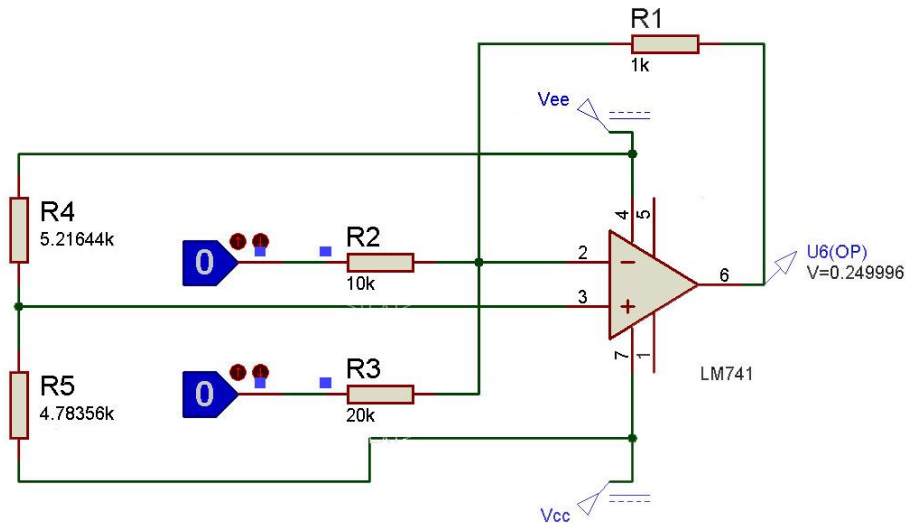 R1
1k
Vee
R4
5.21644k
0
R2
10k
4
5
2
3
6
7
1
U6(OP)
V=0.249996
R5
4.78356k
0
R3
20k
LM741
Vcc